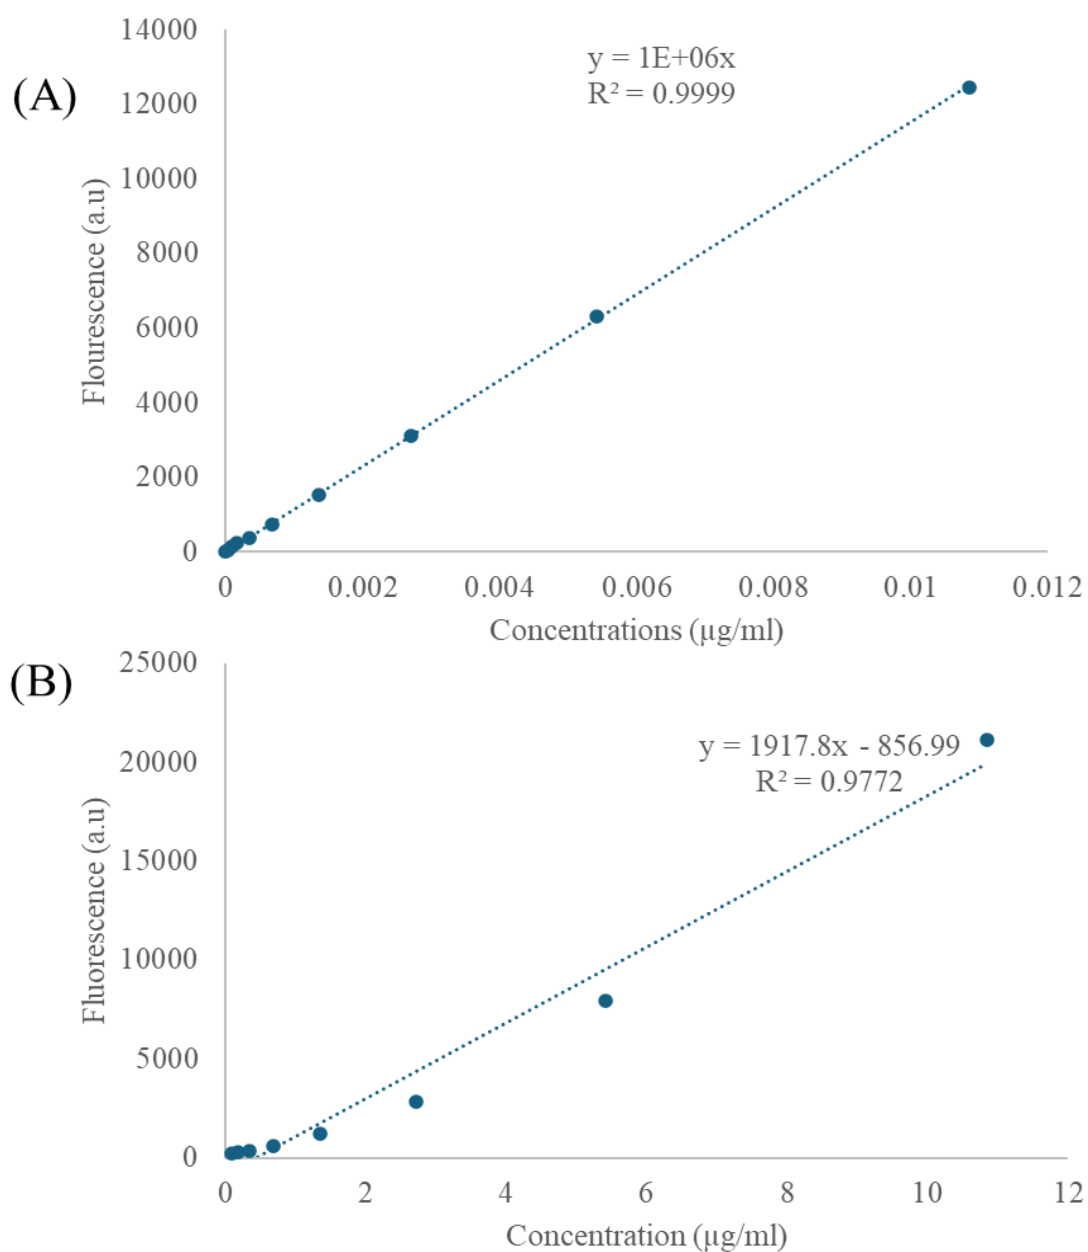 (A)
14000
12000
10000
8000
6000
4000
2000
0
Flourescence (a.u)
y = 1E+06x
R² = 0.9999
0 0.002 0.004 0.006 0.008 0.01 0.012
Concentrations (µg/ml)
(B)
25000
20000
15000
10000
5000
0
Fluorescence (a.u)
y = 1917.8x - 856.99
R² = 0.9772
0 2 4 6 8 10 12
Concentration (µg/ml)